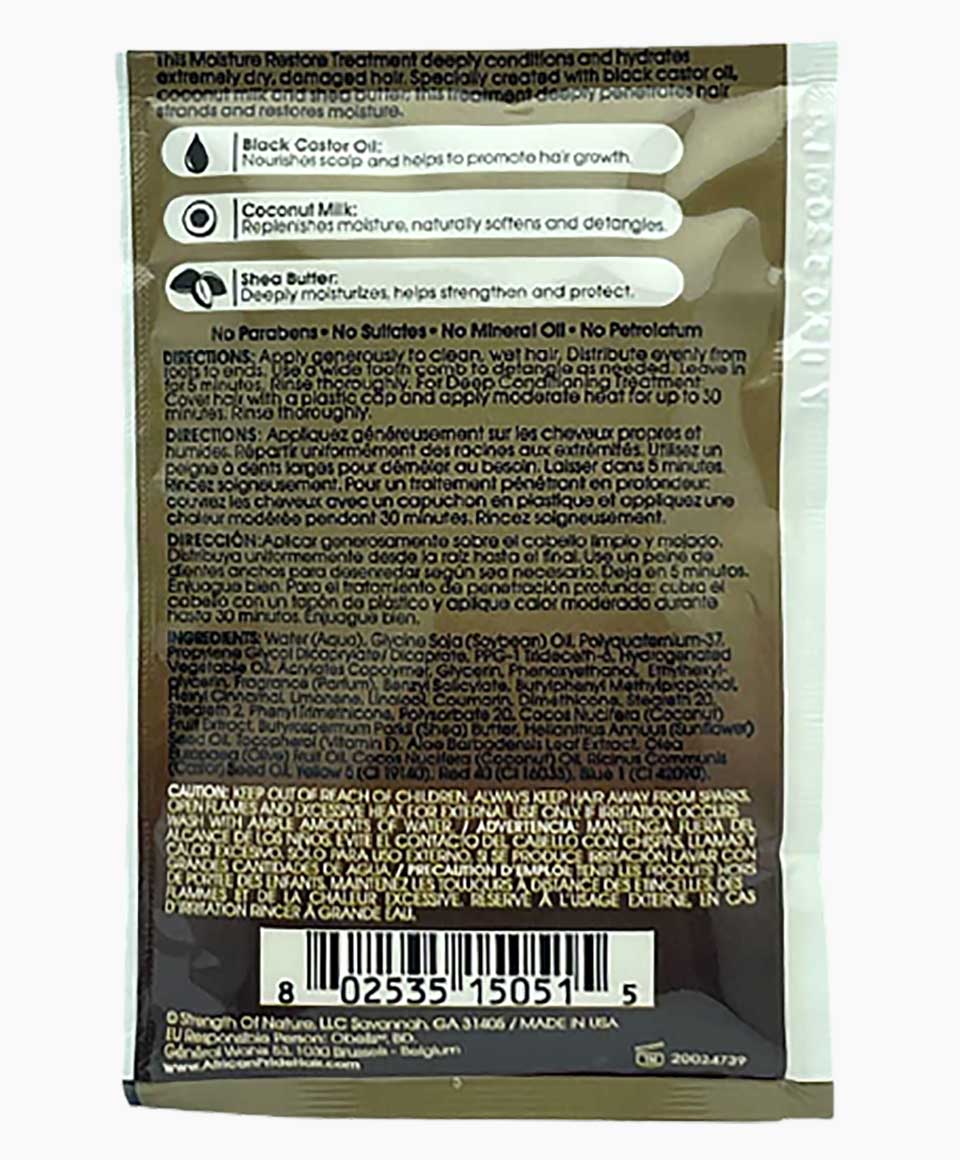 This Moisture Restore Treatment deeply conditions and hydrates
extremely dry, damaged hair. Specially created with black castor oil,
coconut milk and shea butter, this treatment deeply penetrates hair
strands and restores moisture.
Black Castor Oil:
Nourishes scalp and helps to promote hair growth.
Coconut Milk:
Replenishes moisture, naturally softens and detangles.
Shea Butter:
Deeply moisturizes, helps strengthen and protect.
No Parabens • No Sulfates • No Mineral Oil • No Petrolatum
DIRECTIONS: Apply generously to clean, wet hair. Distribute evenly from
roots to ends. Use a wide tooth comb to detangle as needed. Leave in
for 5 minutes. Rinse thoroughly. For Deep Conditioning Treatment:
Cover hair with a plastic cap and apply moderate heat for up to 30
minutes. Rinse thoroughly.
DIRECTIONS: Appliquez généreusement sur les cheveux propres et
humides. Répartir uniformément des racines aux extrémités. Utilisez un
peigne à dents larges pour démêler au besoin. Laisser dans 5 minutes.
Rincez soigneusement. Pour un traitement pénétrant en profondeur:
couvrez les cheveux avec un capuchon en plastique et appliquez une
chaleur modérée pendant 30 minutes. Rincez soigneusement.
DIRECCIÓN: Aplicar generosamente sobre el cabello limpio y mojado.
Distribuya uniformemente desde la raíz hasta el final. Use un peine de
dientes anchos para desenredar según sea necesario. Deja en 5 minutos.
Enjuague bien. Para el tratamiento de penetración profunda: cubra el
cabello con un tapón de plástico y aplique calor moderado durante
hasta 30 minutos. Enjuague bien.
INGREDIENTS: Water (Aqua), Glycine Soja (Soybean) Oil, Polyquaternium-37,
Propylene Glycol Dicaprylate/Dicaprate, PPG-1 Trideceth-6, Hydrogenated
Vegetable Oil, Acrylates Copolymer, Glycerin, Phenoxyethanol, Ethylhexyl-
glycerin, Fragrance (Parfum), Benzyl Salicylate, Butylphenyl Methylpropional,
Hexyl Cinnamal, Limonene, Linalool, Coumarin, Dimethicone, Steareth 20,
Steareth 2, Phenyl Trimethicone, Polysorbate 20, Cocos Nucifera (Coconut)
Fruit Extract, Butyrospermum Parkii (Shea) Butter, Helianthus Annuus (Sunflower)
Seed Oil, Tocopherol (Vitamin E), Aloe Barbadensis Leaf Extract, Olea
Europaea (Olive) Fruit Oil, Cocos Nucifera (Coconut) Oil, Ricinus Communis
(Castor) Seed Oil, Yellow 5 (CI 19140), Red 40 (CI 16035), Blue 1 (CI 42090).
CAUTION: KEEP OUT OF REACH OF CHILDREN. ALWAYS KEEP HAIR AWAY FROM SPARKS,
OPEN FLAMES AND EXCESSIVE HEAT. FOR EXTERNAL USE ONLY. IF IRRITATION OCCURS
WASH WITH AMPLE AMOUNTS OF WATER. / ADVERTENCIA: MANTENGA FUERA DEL
ALCANCE DE LOS NIÑOS. EVITE EL CONTACTO DEL CABELLO CON CHISPAS, LLAMAS Y
CALOR EXCESIVO. SÓLO PARA USO EXTERNO. SI SE PRODUCE IRRITACIÓN LAVAR CON
GRANDES CANTIDADES DE AGUA. / PRECAUTION D'EMPLOI: TENIR LES PRODUITS HORS
DE PORTÉE DES ENFANTS. MAINTENEZ LES TOUJOURS À DISTANCE DES ÉTINCELLES, DES
FLAMMES ET DE LA CHALEUR EXCESSIVE. RÉSERVÉ À L'USAGE EXTERNE. EN CAS
D'IRRITATION RINCER À GRANDE EAU.
8 02535 15051 5
© Strength Of Nature, LLC Savannah, GA 31405 / MADE IN USA
EU Responsible Person: Obelis BD.
Général Wahis 53, 1030 Brussels - Belgium
www.AfricanPrideHair.com
20024739